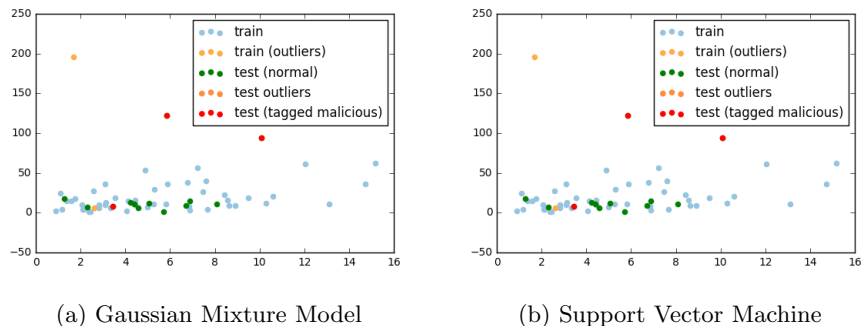 250
200
150
100
50
0
−50
0 2 4 6 8 10 12 14 16
train
train (outliers)
test (normal)
test outliers
test (tagged malicious)
(a) Gaussian Mixture Model
250
200
150
100
50
0
−50
0 2 4 6 8 10 12 14 16
train
train (outliers)
test (normal)
test outliers
test (tagged malicious)
(b) Support Vector Machine